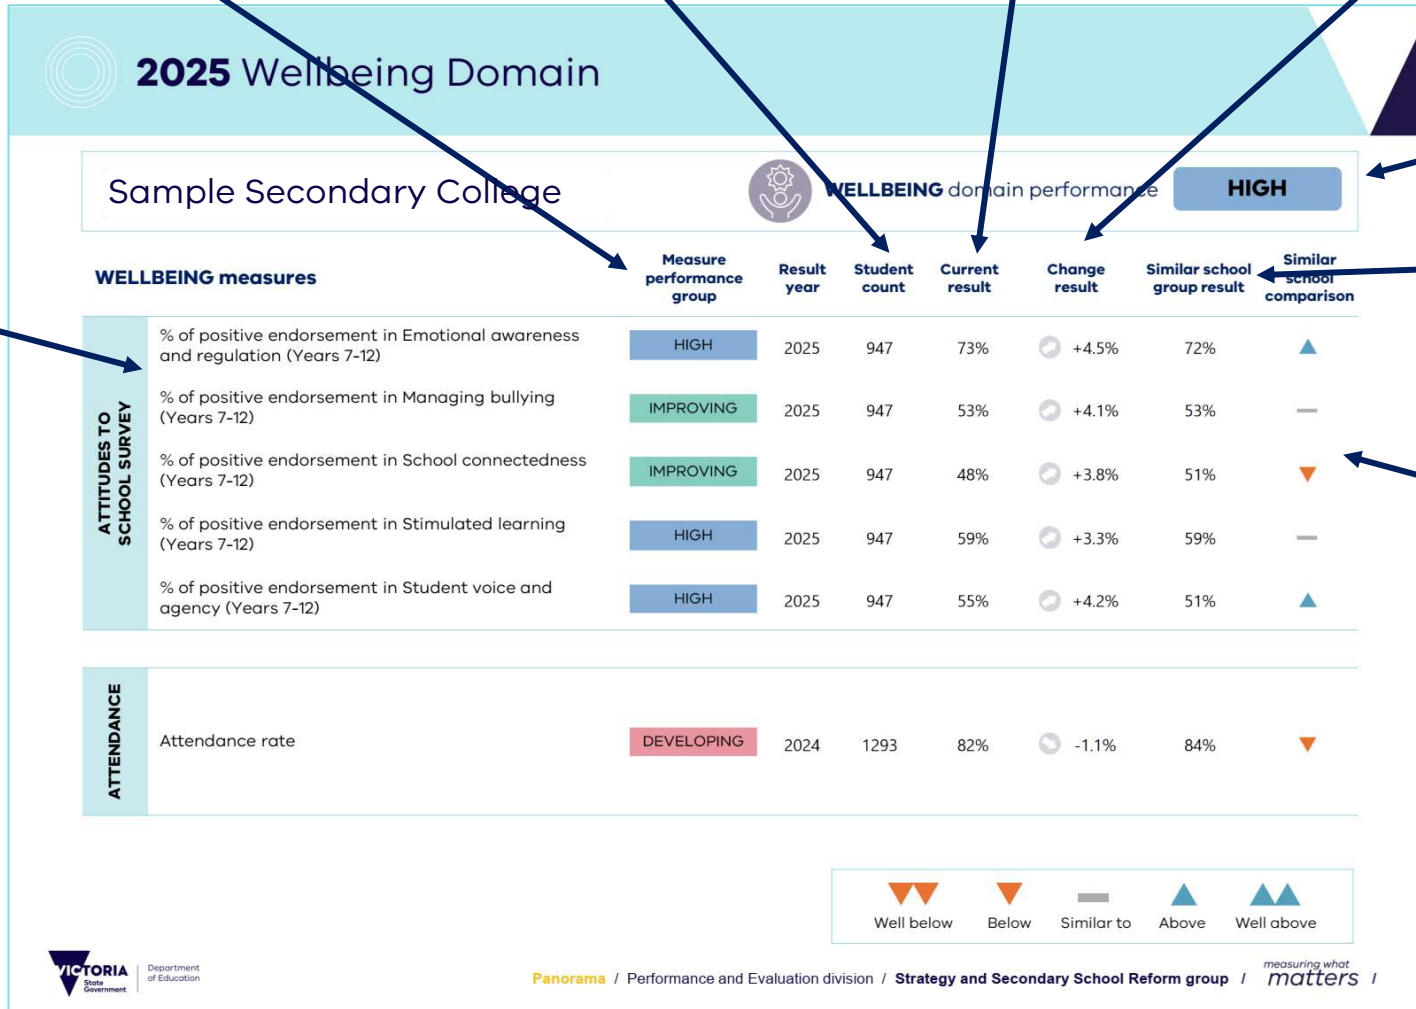 2025 Wellbeing Domain
Sample Secondary College
WELLBEING domain performance
HIGH
WELLBEING measures
Measure
performance
group
Result
year
Student
count
Current
result
Change
result
Similar school
group result
Similar
school
comparison
ATTITUDES TO
SCHOOL SURVEY
% of positive endorsement in Emotional awareness
and regulation (Years 7-12)
HIGH 2025 947 73% +4.5% 72%
% of positive endorsement in Managing bullying
(Years 7-12)
IMPROVING 2025 947 53% +4.1% 53%
% of positive endorsement in School connectedness
(Years 7-12)
IMPROVING 2025 947 48% +3.8% 51%
% of positive endorsement in Stimulated learning
(Years 7-12)
HIGH 2025 947 59% +3.3% 59%
% of positive endorsement in Student voice and
agency (Years 7-12)
HIGH 2025 947 55% +4.2% 51%
ATTENDANCE
Attendance rate
DEVELOPING 2024 1293 82% -1.1% 84%
Well below
Below
Similar to
Above
Well above
VICTORIA
State
Government
Department
of Education
Panorama / Performance and Evaluation division / Strategy and Secondary School Reform group /
measuring what
matters /